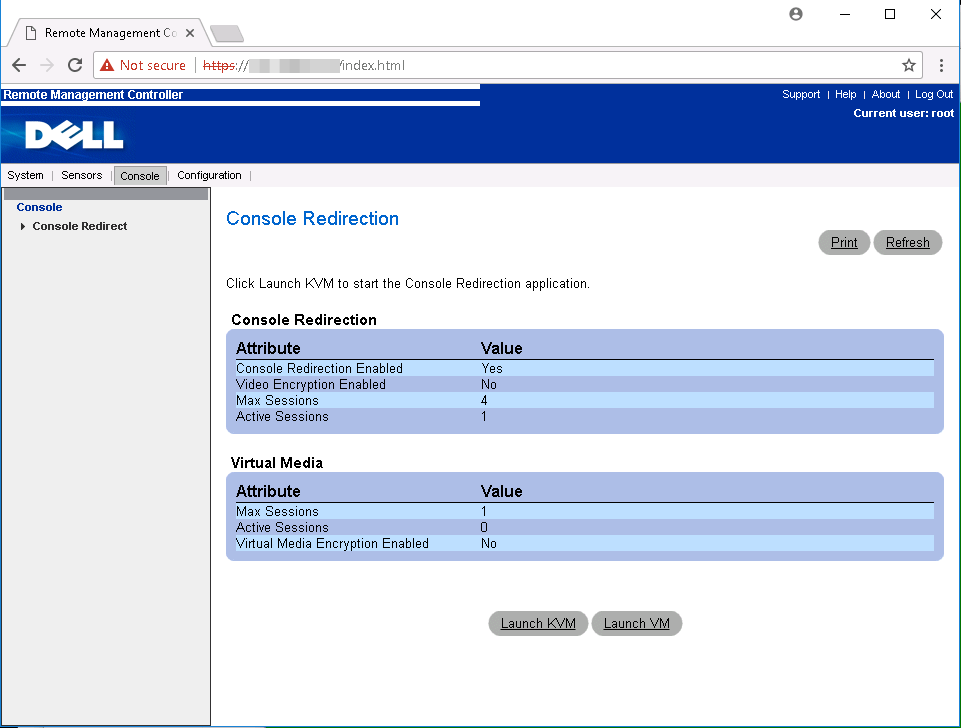 Remote Management Co
Not secure https:// /index.html
Remote Management Controller
Support | Help | About | Log Out
Current user: root
DELL
System | Sensors | Console | Configuration |
Console
Console Redirect
Console Redirection
Print Refresh
Click Launch KVM to start the Console Redirection application.
Console Redirection
Attribute Value
Console Redirection Enabled Yes
Video Encryption Enabled No
Max Sessions 4
Active Sessions 1
Virtual Media
Attribute Value
Max Sessions 1
Active Sessions 0
Virtual Media Encryption Enabled No
Launch KVM Launch VM